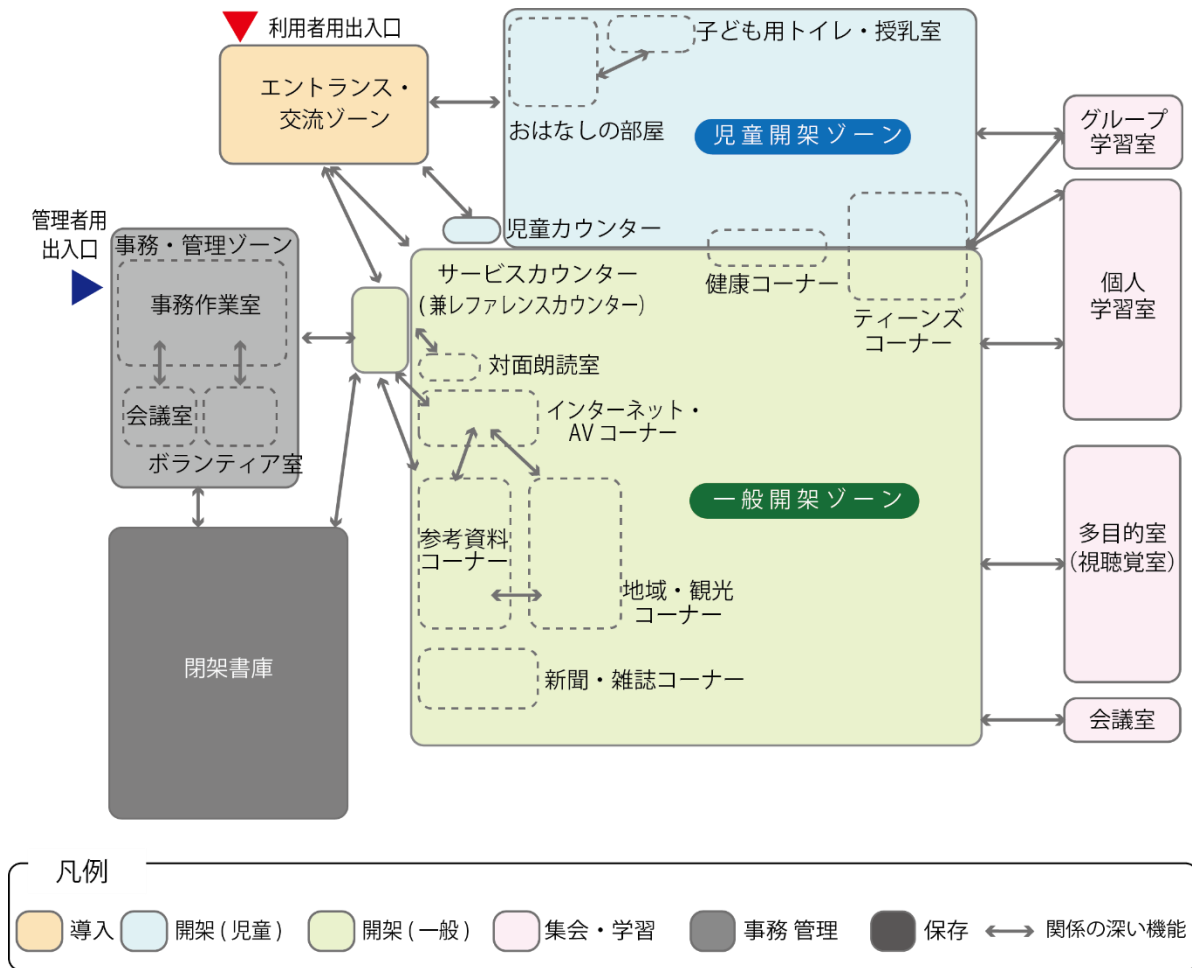 利用者用出入口
エントランス・
交流ゾーン
子ども用トイレ・授乳室
おはなしの部屋
児童開架ゾーン
グループ
学習室
児童カウンター
管理者用
出入口
事務・管理ゾーン
事務作業室
会議室
ボランティア室
サービスカウンター
(兼レファレンスカウンター)
健康コーナー
ティーンズ
コーナー
個人
学習室
対面朗読室
インターネット・
AVコーナー
一般開架ゾーン
参考資料
コーナー
地域・観光
コーナー
多目的室
(視聴覚室)
閉架書庫
新聞・雑誌コーナー
会議室
凡例
導入
開架(児童)
開架(一般)
集会・学習
事務 管理
保存
関係の深い機能